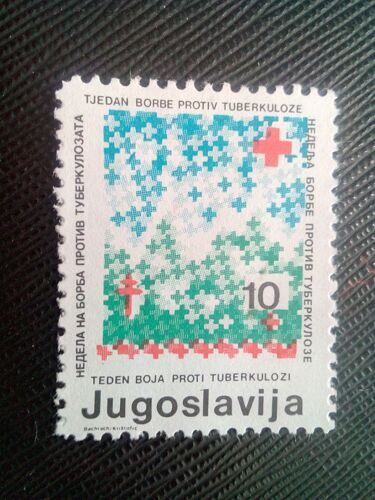 TJEDAN BORBE PROTIV TUBERKULOZE
НЕДЕЛА НА БОРБА ПРОТИВ ТУБЕРКУЛОЗАТА
НЕДЕЉА БОРБЕ ПРОТИВ ТУБЕРКУЛОЗЕ
10
TEDEN BOJA PROTI TUBERKULOZI
Jugoslavija